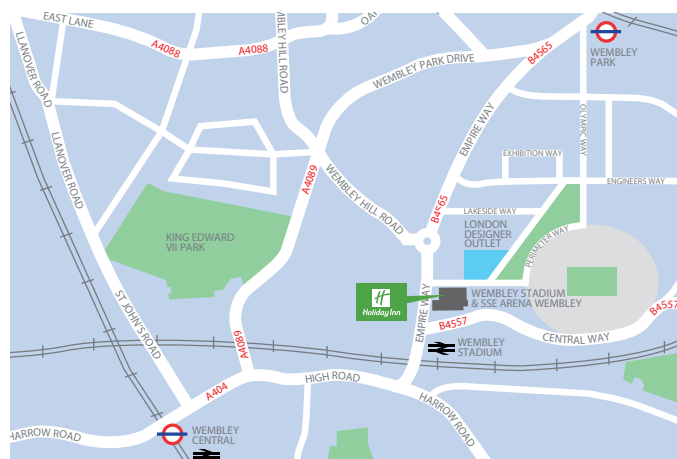 EAST LANE
A4088
A4088
MBLEY HILL ROAD
OA
LLANOVER ROAD
LLANOVER ROAD
WEMBLEY PARK DRIVE
B4565
WEMBLEY
PARK
EMPIRE WAY
OLYMPIC WAY
EXHIBITION WAY
ENGINEERS WAY
A4089
WEMBLEY HILL ROAD
B4565
LAKESIDE WAY
LONDON
DESIGNER
OUTLET
PERIMETER WAY
KING EDWARD
VII PARK
H
Holiday Inn
WEMBLEY STADIUM
& SSE ARENA WEMBLEY
EMPIRE WAY
B4557
B4557
CENTRAL WAY
ST JOHN'S ROAD
A4089
WEMBLEY
STADIUM
A404
HIGH ROAD
HARROW ROAD
HARROW ROAD
WEMBLEY
CENTRAL